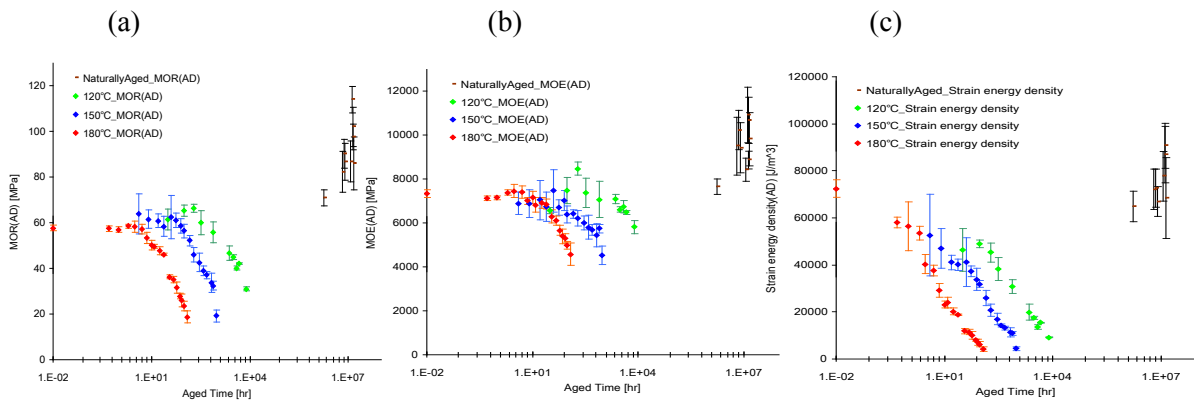 (a)
(b)
(c)
MOR(AD) [MPa]
120
100
80
60
40
20
0
NaturallyAged_MOR(AD)
120℃_MOR(AD)
150℃_MOR(AD)
180℃_MOR(AD)
1.E-02
1.E+01
1.E+04
1.E+07
Aged Time [hr]
MOE(AD) [MPa]
12000
10000
8000
6000
4000
2000
0
NaturallyAged_MOE(AD)
120℃_MOE(AD)
150℃_MOE(AD)
180℃_MOE(AD)
1.E-02
1.E+01
1.E+04
1.E+07
Aged Time [hr]
Strain energy density(AD) [J/m^3]
120000
100000
80000
60000
40000
20000
0
NaturallyAged_Strain energy density
120℃_Strain energy density
150℃_Strain energy density
180℃_Strain energy density
1.E-02
1.E+01
1.E+04
1.E+07
Aged Time [hr]